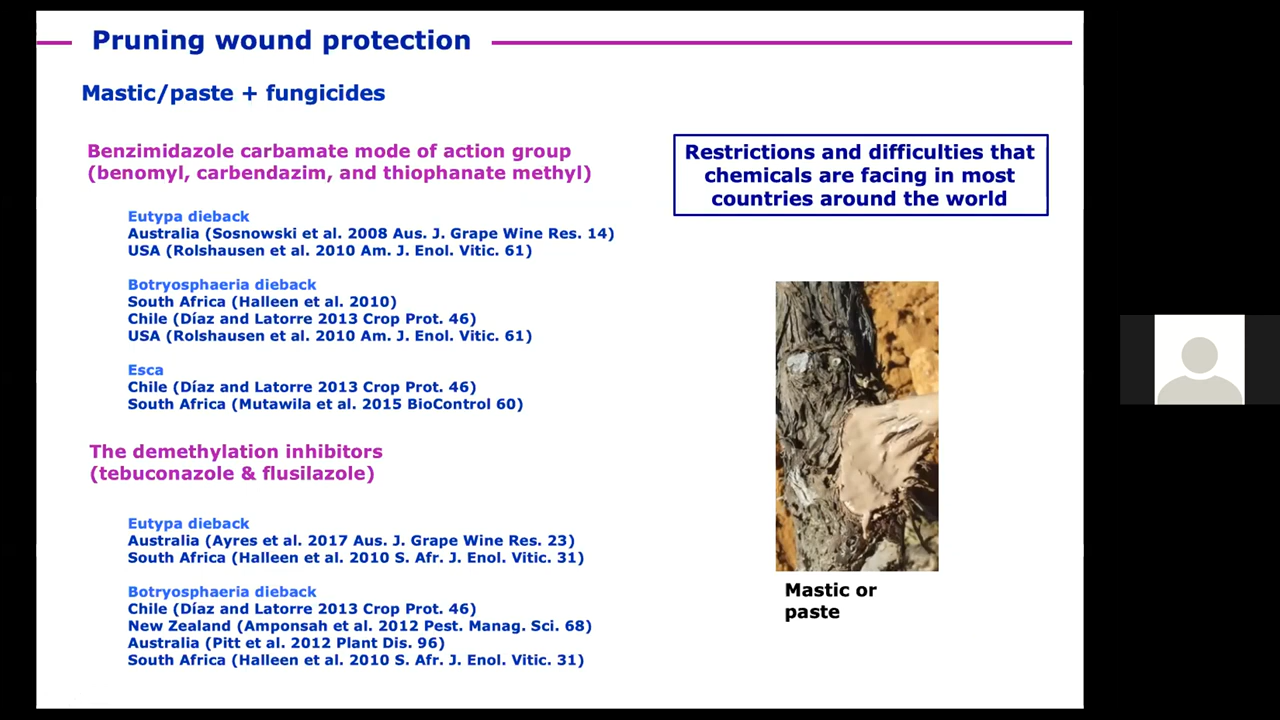 Pruning wound protection
Mastic/paste + fungicides
Benzimidazole carbamate mode of action group
(benomyl, carbendazim, and thiophanate methyl)
Eutypa dieback
Australia (Sosnowski et al. 2008 Aus. J. Grape Wine Res. 14)
USA (Rolshausen et al. 2010 Am. J. Enol. Vitic. 61)
Botryosphaeria dieback
South Africa (Halleen et al. 2010)
Chile (Díaz and Latorre 2013 Crop Prot. 46)
USA (Rolshausen et al. 2010 Am. J. Enol. Vitic. 61)
Esca
Chile (Díaz and Latorre 2013 Crop Prot. 46)
South Africa (Mutawila et al. 2015 BioControl 60)
The demethylation inhibitors
(tebuconazole & flusilazole)
Eutypa dieback
Australia (Ayres et al. 2017 Aus. J. Grape Wine Res. 23)
South Africa (Halleen et al. 2010 S. Afr. J. Enol. Vitic. 31)
Botryosphaeria dieback
Chile (Díaz and Latorre 2013 Crop Prot. 46)
New Zealand (Amponsah et al. 2012 Pest. Manag. Sci. 68)
Australia (Pitt et al. 2012 Plant Dis. 96)
South Africa (Halleen et al. 2010 S. Afr. J. Enol. Vitic. 31)
Restrictions and difficulties that
chemicals are facing in most
countries around the world
Mastic or
paste